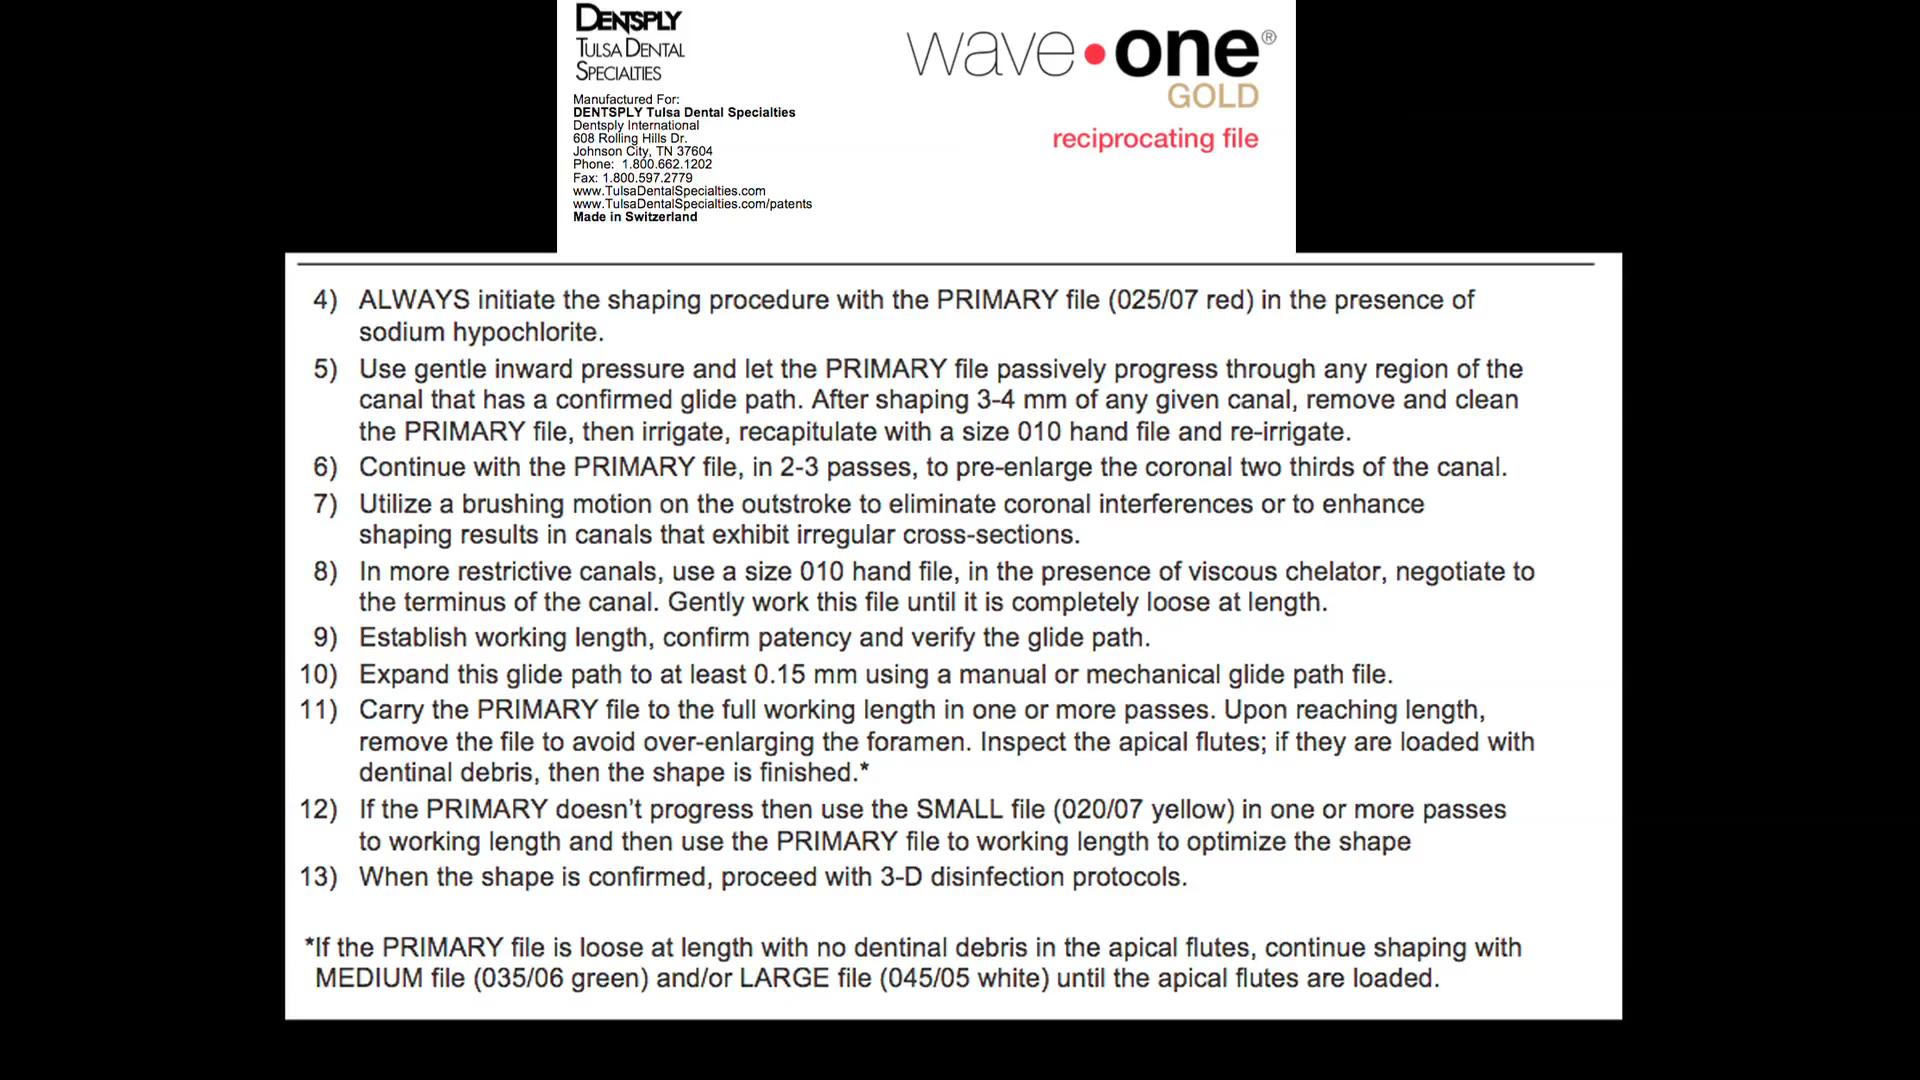 DENTSPLY
TULSA DENTAL
SPECIALTIES
Manufactured For:
DENTSPLY Tulsa Dental Specialties
Dentsply International
608 Rolling Hills Dr.
Johnson City, TN 37604
Phone: 1.800.662.1202
Fax: 1.800.597.2779
www.TulsaDentalSpecialties.com
www.TulsaDentalSpecialties.com/patents
Made in Switzerland
wave•one®
GOLD
reciprocating file
4) ALWAYS initiate the shaping procedure with the PRIMARY file (025/07 red) in the presence of
sodium hypochlorite.
5) Use gentle inward pressure and let the PRIMARY file passively progress through any region of the
canal that has a confirmed glide path. After shaping 3-4 mm of any given canal, remove and clean
the PRIMARY file, then irrigate, recapitulate with a size 010 hand file and re-irrigate.
6) Continue with the PRIMARY file, in 2-3 passes, to pre-enlarge the coronal two thirds of the canal.
7) Utilize a brushing motion on the outstroke to eliminate coronal interferences or to enhance
shaping results in canals that exhibit irregular cross-sections.
8) In more restrictive canals, use a size 010 hand file, in the presence of viscous chelator, negotiate to
the terminus of the canal. Gently work this file until it is completely loose at length.
9) Establish working length, confirm patency and verify the glide path.
10) Expand this glide path to at least 0.15 mm using a manual or mechanical glide path file.
11) Carry the PRIMARY file to the full working length in one or more passes. Upon reaching length,
remove the file to avoid over-enlarging the foramen. Inspect the apical flutes; if they are loaded with
dentinal debris, then the shape is finished.*
12) If the PRIMARY doesn’t progress then use the SMALL file (020/07 yellow) in one or more passes
to working length and then use the PRIMARY file to working length to optimize the shape
13) When the shape is confirmed, proceed with 3-D disinfection protocols.
*If the PRIMARY file is loose at length with no dentinal debris in the apical flutes, continue shaping with
MEDIUM file (035/06 green) and/or LARGE file (045/05 white) until the apical flutes are loaded.